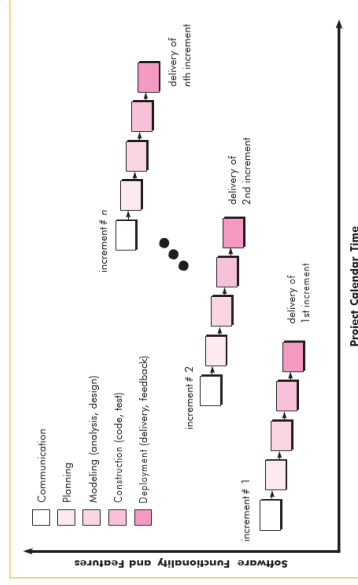 Software Functionality and Features
Communication
Planning
Modeling (analysis, design)
Construction (code, test)
Deployment (delivery, feedback)
increment # n
delivery of
nth increment
increment # 2
delivery of
2nd increment
increment # 1
delivery of
1st increment
Project Calendar Time